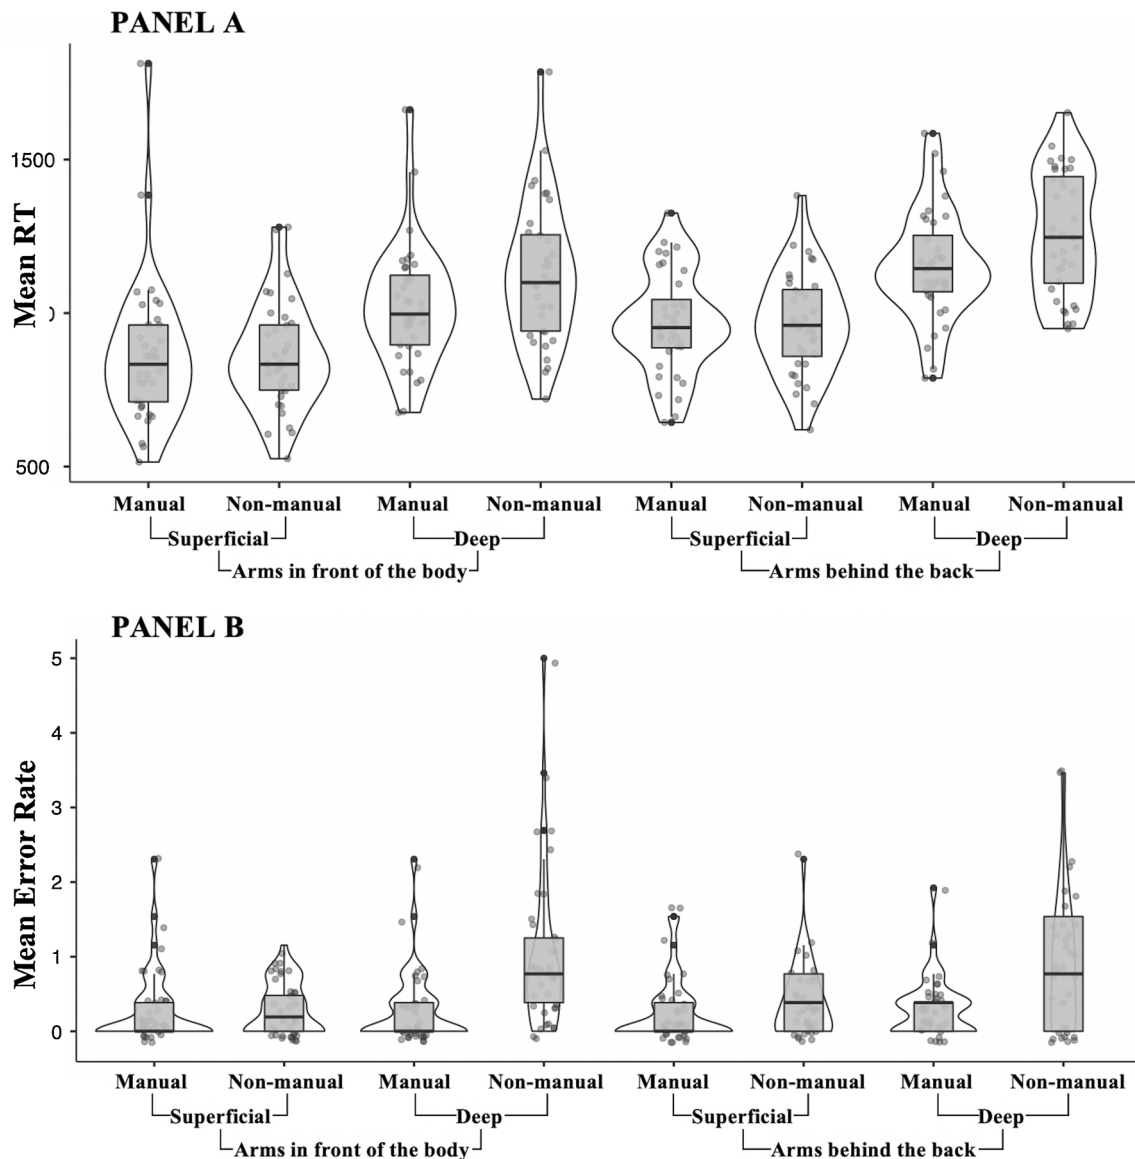 PANEL A
Mean RT
1500
500
Manual Non-manual Manual Non-manual Manual Non-manual Manual Non-manual
Superficial Deep Superficial Deep
Arms in front of the body Arms behind the back
PANEL B
Mean Error Rate
5
4
3
2
1
0
Manual Non-manual Manual Non-manual Manual Non-manual Manual Non-manual
Superficial Deep Superficial Deep
Arms in front of the body Arms behind the back